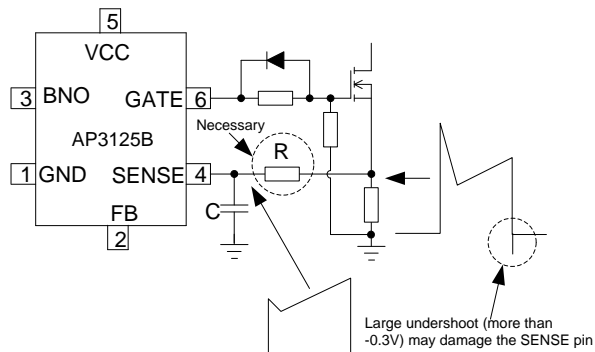 5
VCC
3 BNO GATE 6
Necessary
AP3125B
R
1 GND SENSE 4
C
FB
2
Large undershoot (more than
-0.3V) may damage the SENSE pin